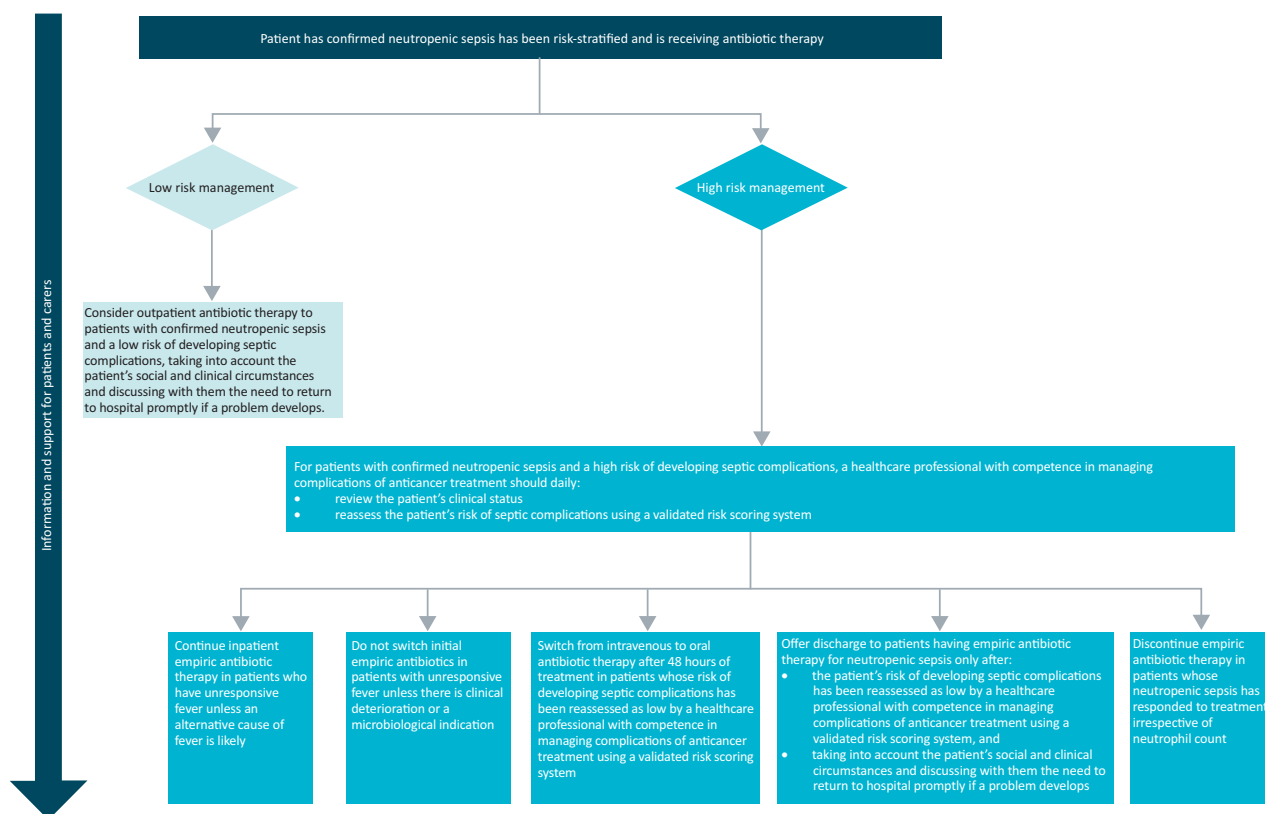 Patient has confirmed neutropenic sepsis has been risk-stratified and is receiving antibiotic therapy
Low risk management
High risk management
Information and support for patients and carers
Consider outpatient antibiotic therapy to
patients with confirmed neutropenic sepsis
and a low risk of developing septic
complications, taking into account the
patient's social and clinical circumstances
and discussing with them the need to return
to hospital promptly if a problem develops.
For patients with confirmed neutropenic sepsis and a high risk of developing septic complications, a healthcare professional with competence in managing
complications of anticancer treatment should daily:
• review the patient's clinical status
• reassess the patient's risk of septic complications using a validated risk scoring system
Continue inpatient
empiric antibiotic
therapy in patients who
have unresponsive
fever unless an
alternative cause of
fever is likely
Do not switch initial
empiric antibiotics in
patients with unresponsive
fever unless there is clinical
deterioration or a
microbiological indication
Switch from intravenous to oral
antibiotic therapy after 48 hours of
treatment in patients whose risk of
developing septic complications has
been reassessed as low by a healthcare
professional with competence in
managing complications of anticancer
treatment using a validated risk scoring
system
Offer discharge to patients having empiric antibiotic
therapy for neutropenic sepsis only after:
• the patient's risk of developing septic complications
has been reassessed as low by a healthcare
professional with competence in managing
complications of anticancer treatment using a
validated risk scoring system, and
• taking into account the patient's social and clinical
circumstances and discussing with them the need to
return to hospital promptly if a problem develops
Discontinue empiric
antibiotic therapy in
patients whose
neutropenic sepsis has
responded to treatment
irrespective of
neutrophil count